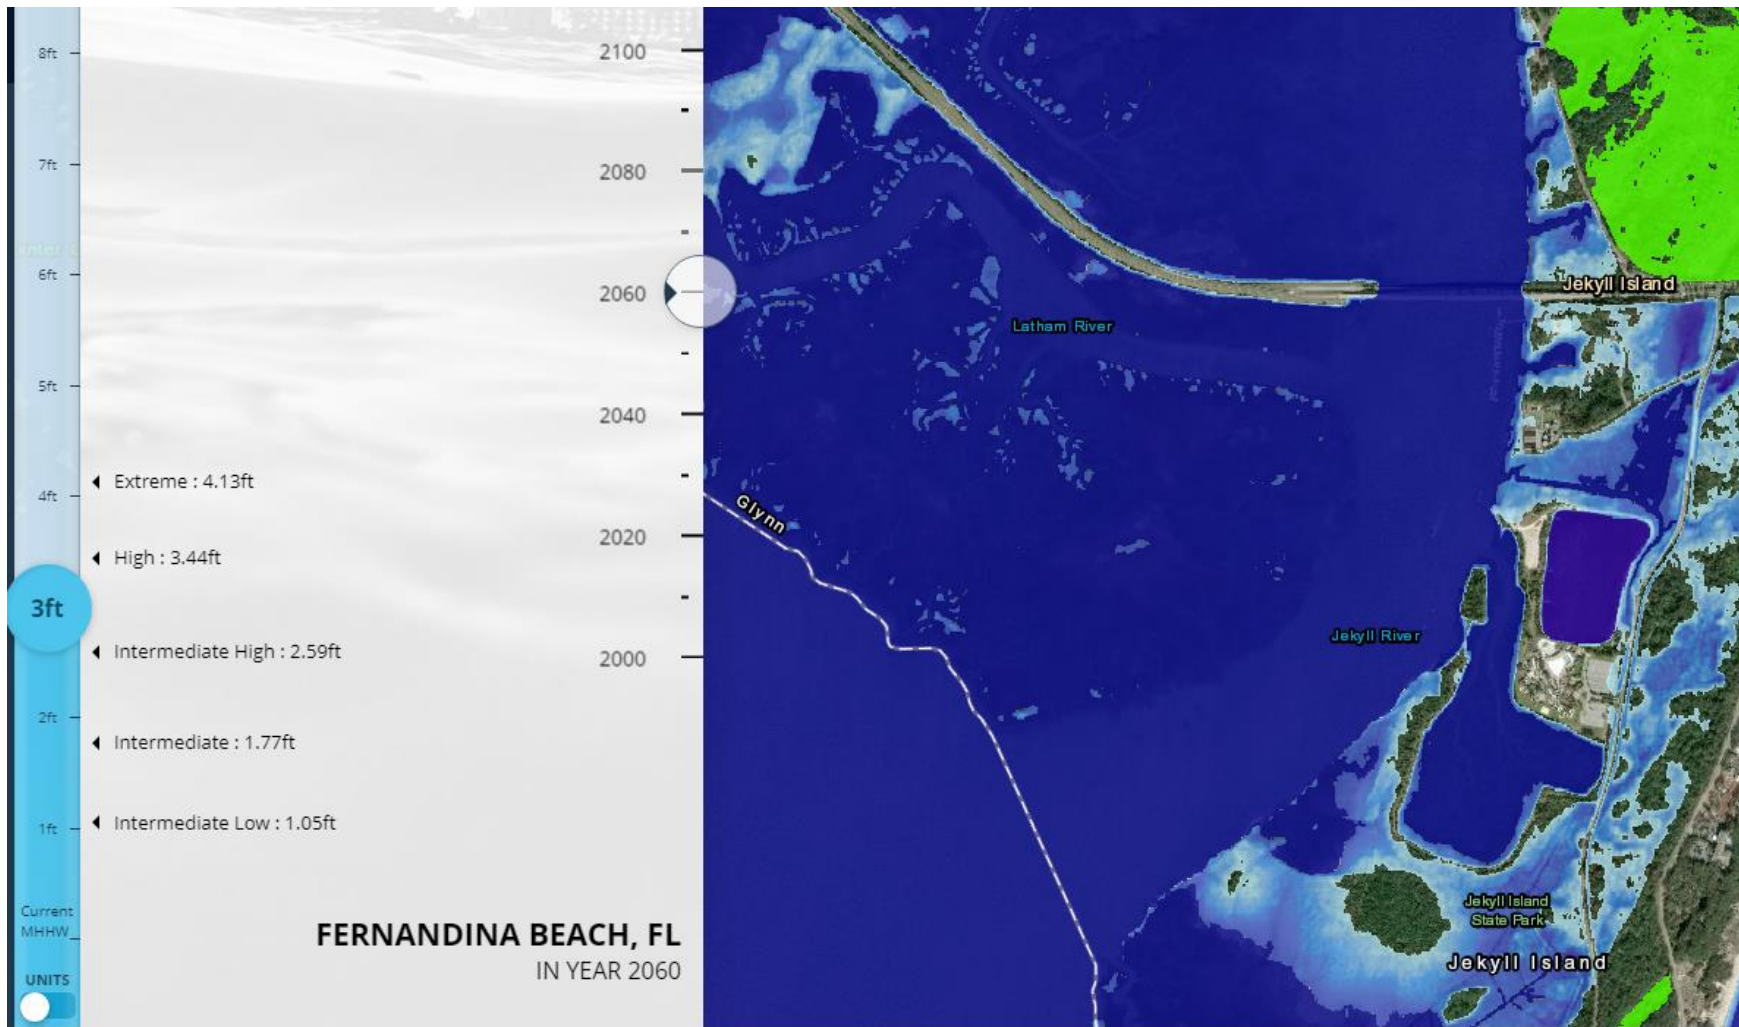 8ft
7ft
6ft
5ft
4ft
3ft
2ft
1ft
Current
MHHW
UNITS
Extreme : 4.13ft
High : 3.44ft
Intermediate High : 2.59ft
Intermediate : 1.77ft
Intermediate Low : 1.05ft
2100
2080
2060
2040
2020
2000
FERNANDINA BEACH, FL
IN YEAR 2060
Jekyll Island
Latham River
Glynn
Jekyll River
Jekyll Island
State Park
Jekyll Island